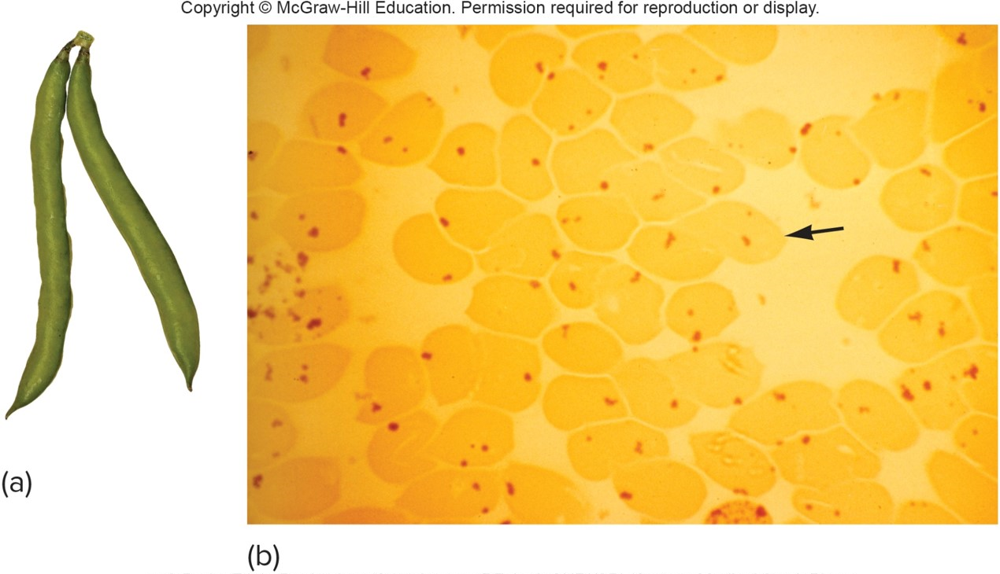 Copyright © McGraw-Hill Education. Permission required for reproduction or display.
(a)
(b)